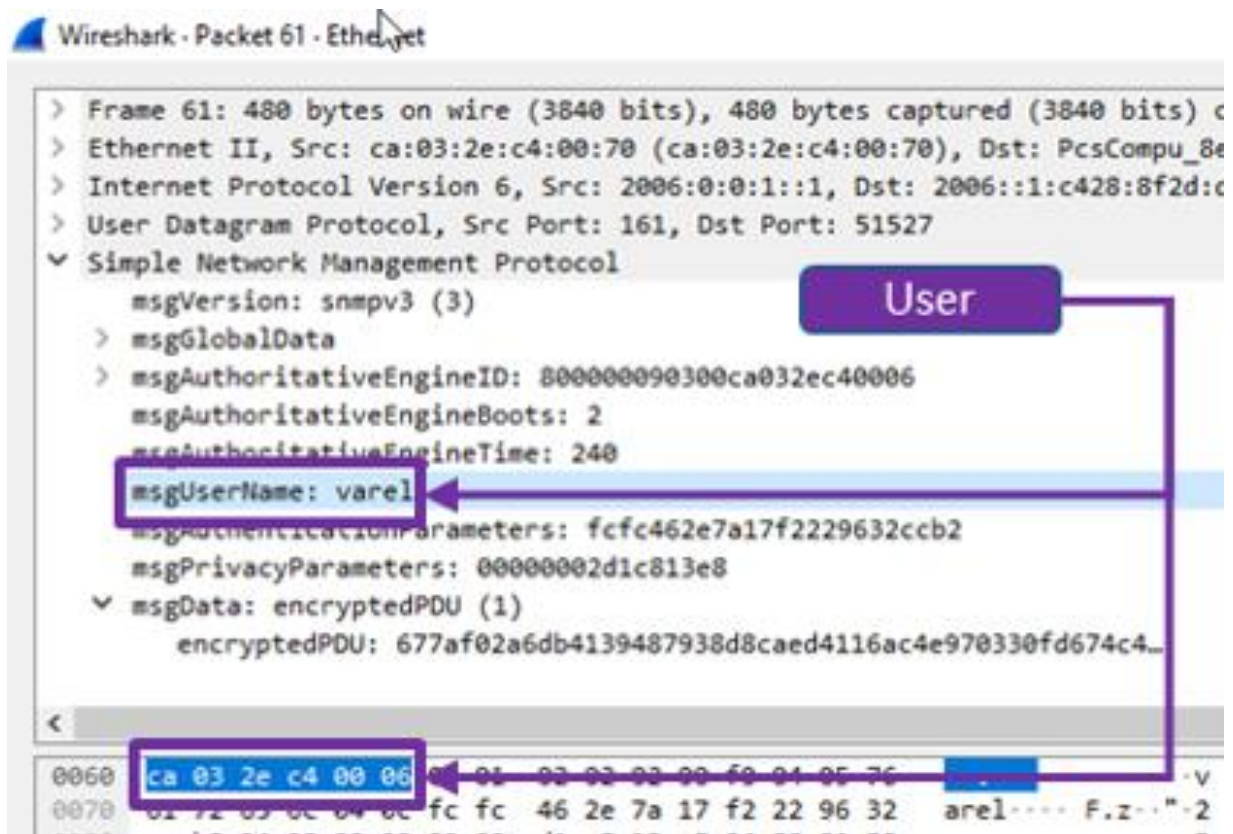 Wireshark · Packet 61 · Ethernet
> Frame 61: 480 bytes on wire (3840 bits), 480 bytes captured (3840 bits)
> Ethernet II, Src: ca:03:2e:c4:00:70 (ca:03:2e:c4:00:70), Dst: PcsCompu_8e
> Internet Protocol Version 6, Src: 2006:0:0:1::1, Dst: 2006::1:c428:8f2d:
> User Datagram Protocol, Src Port: 161, Dst Port: 51527
Simple Network Management Protocol
msgVersion: snmpv3 (3)
User
> msgGlobalData
> msgAuthoritativeEngineID: 800000090300ca032ec40006
msgAuthoritativeEngineBoots: 2
msgAuthoritativeEngineTime: 240
msgUserName: varel
msgAuthenticationParameters: fcfc462e7a17f2229632ccb2
msgPrivacyParameters: 00000002d1c813e8
msgData: encryptedPDU (1)
encryptedPDU: 677af02a6db4139487938d8caed4116ac4e970330fd674c4…
<
0060 ca 03 2e c4 00 06 v
0070 fc fc 46 2e 7a 17 f2 22 96 32 arel···· F.z··"·2